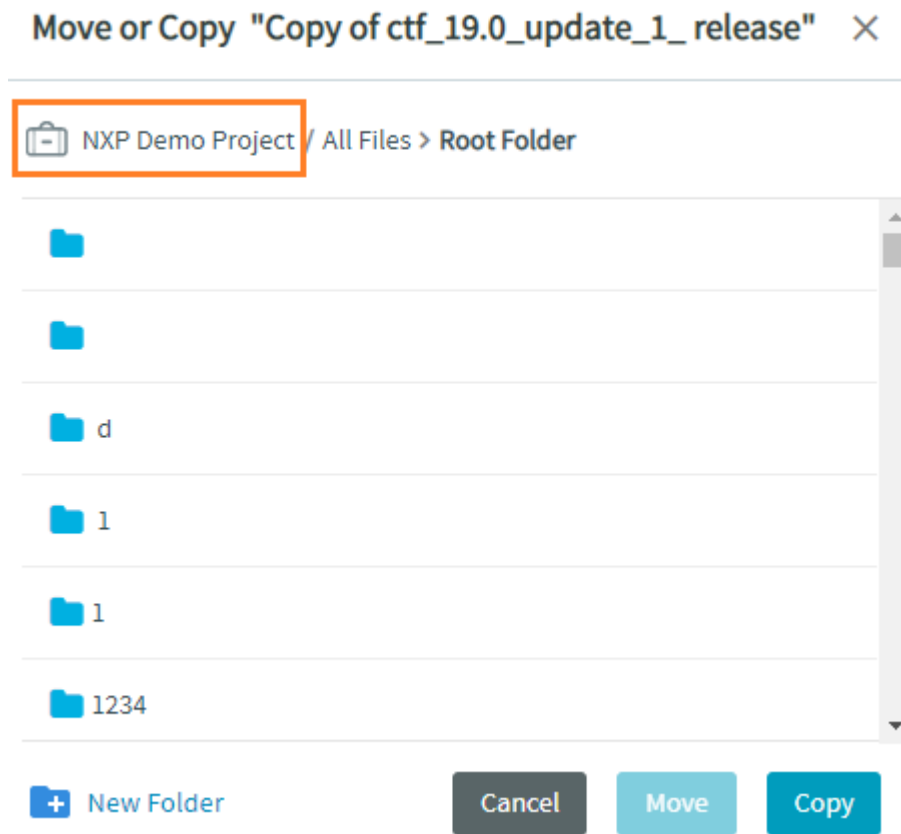 Move or Copy "Copy of ctf_19.0_update_1_ release"
NXP Demo Project / All Files > Root Folder
d
1
1
1234
New Folder Cancel Move Copy